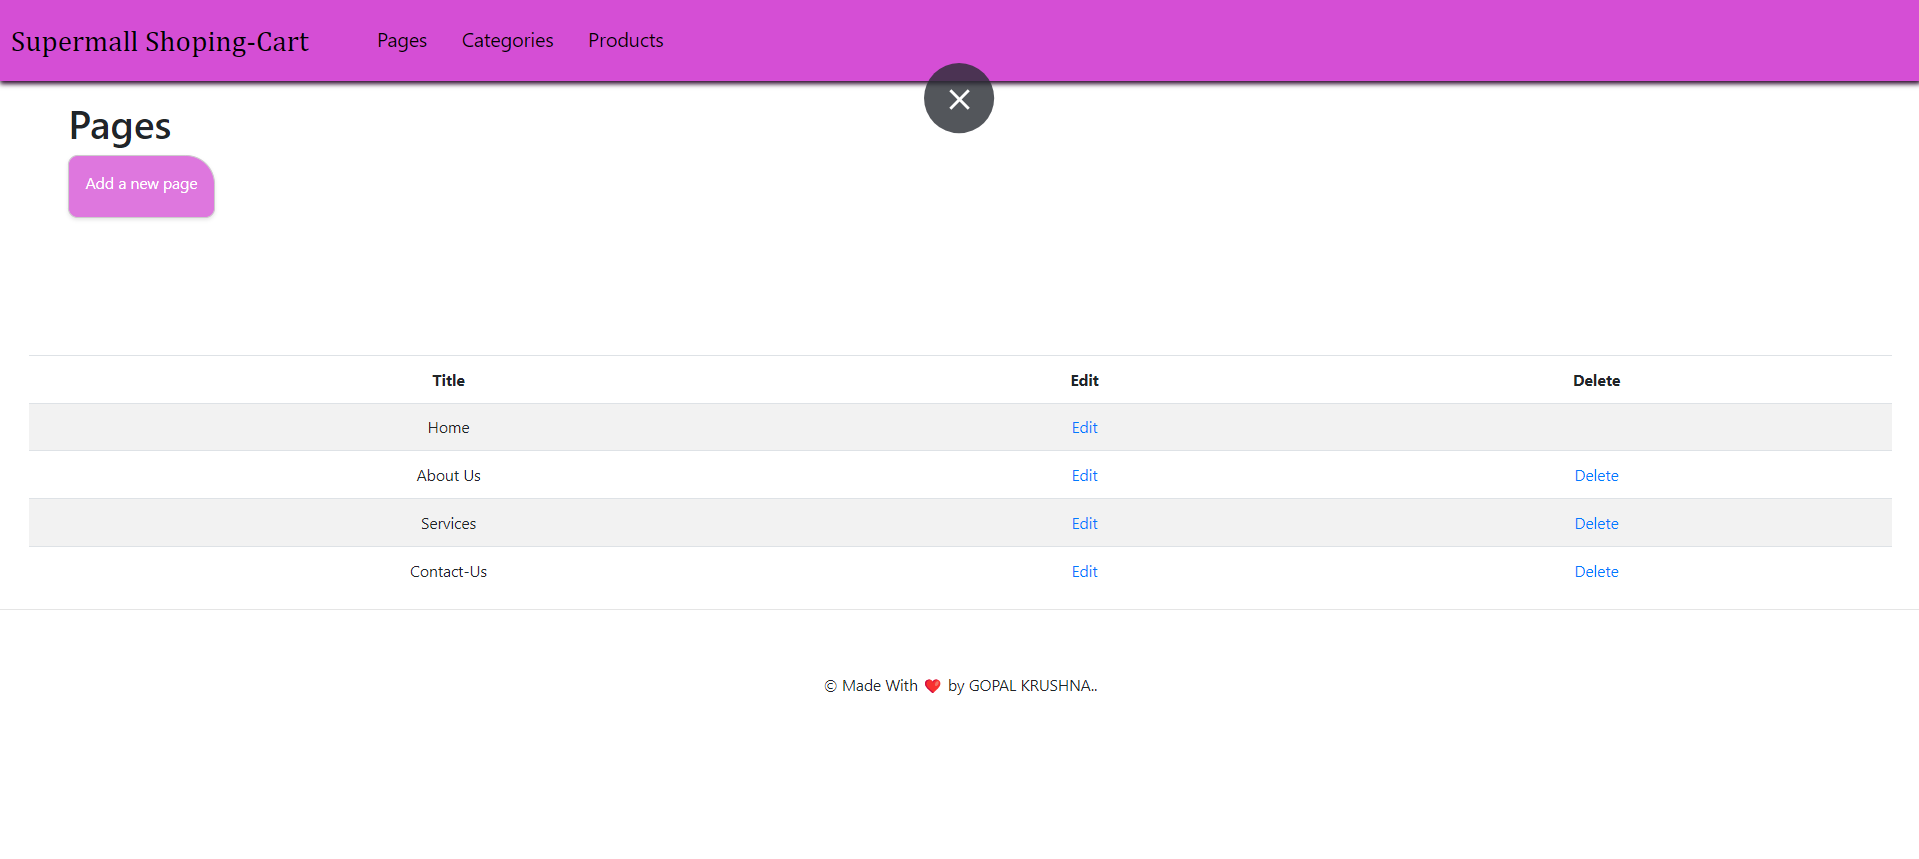 Supermall Shoping-Cart Pages Categories Products
Pages
Add a new page
Title Edit Delete
Home Edit
About Us Edit Delete
Services Edit Delete
Contact-Us Edit Delete
© Made With ❤️ by GOPAL KRUSHNA..